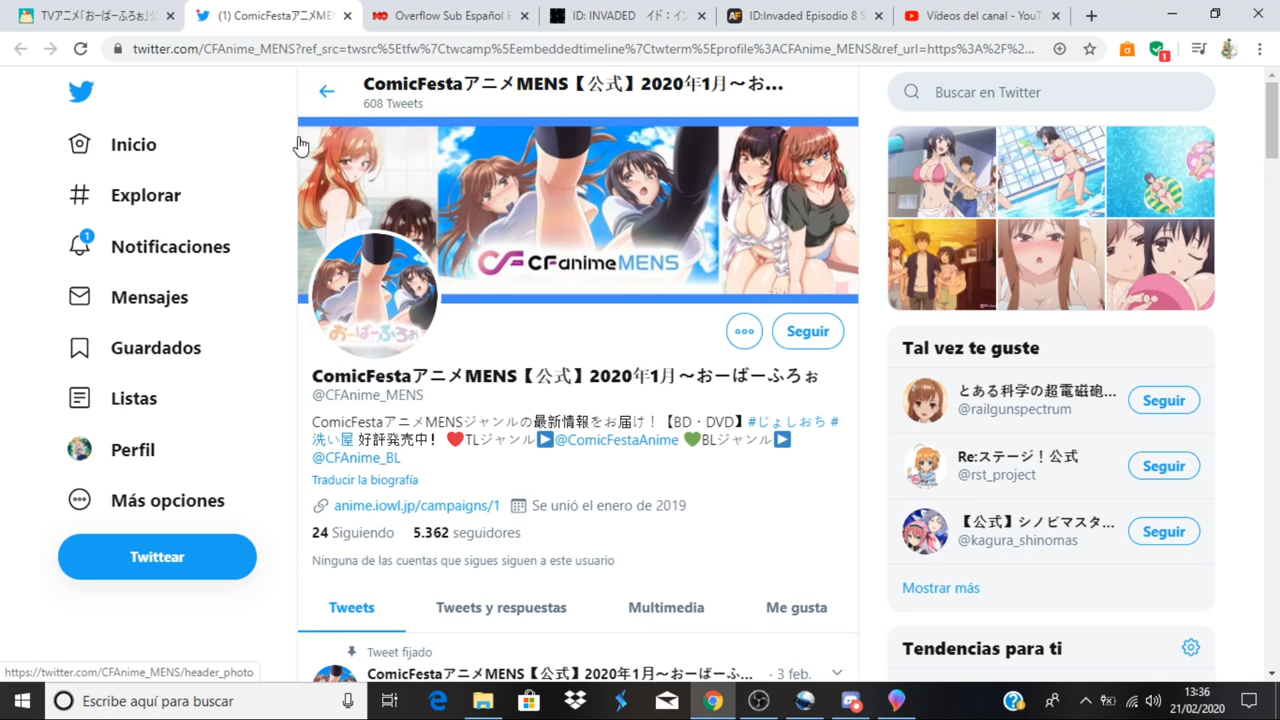 TVアニメ「おーばーふろぉ」公
(1) ComicFestaアニメME
Overflow Sub Español E
ID: INVADED イド：イン
ID:Invaded Episodio 8 S
Vídeos del canal - YouT
twitter.com/CFAnime_MENS?ref_src=twsrc%5Etfw%7Ctwcamp%5Eembeddedtimeline%7Ctwterm%5Eprofile%3ACFAnime_MENS&ref_url=https%3A%2F%2...
1
ComicFestaアニメMENS【公式】2020年1月～お...
608 Tweets
Buscar en Twitter
Inicio
Explorar
1
Notificaciones
Mensajes
Guardados
Listas
Perfil
Más opciones
Twittear
CFanimeMENS
おーばーふろぉ
Seguir
ComicFestaアニメMENS【公式】2020年1月～おーばーふろぉ
@CFAnime_MENS
ComicFestaアニメMENSジャンルの最新情報をお届け！【BD・DVD】#じょしおち #
洗い屋 好評発売中！ ❤️TLジャンル▶️@ComicFestaAnime 💚BLジャンル▶️
@CFAnime_BL
Traducir la biografía
anime.iowl.jp/campaigns/1 Se unió el enero de 2019
24 Siguiendo 5.362 seguidores
Ninguna de las cuentas que sigues siguen a este usuario
Tweets Tweets y respuestas Multimedia Me gusta
Tweet fijado
ComicFestaアニメMENS【公式】2020年1月～おーばーふ... · 3 feb.
Tal vez te guste
とある科学の超電磁砲...
@railgunspectrum
Seguir
Re:ステージ！公式
@rst_project
Seguir
【公式】シノビマスタ...
@kagura_shinomas
Seguir
Mostrar más
Tendencias para ti
https://twitter.com/CFAnime_MENS/header_photo
Escribe aquí para buscar
13:36
21/02/2020